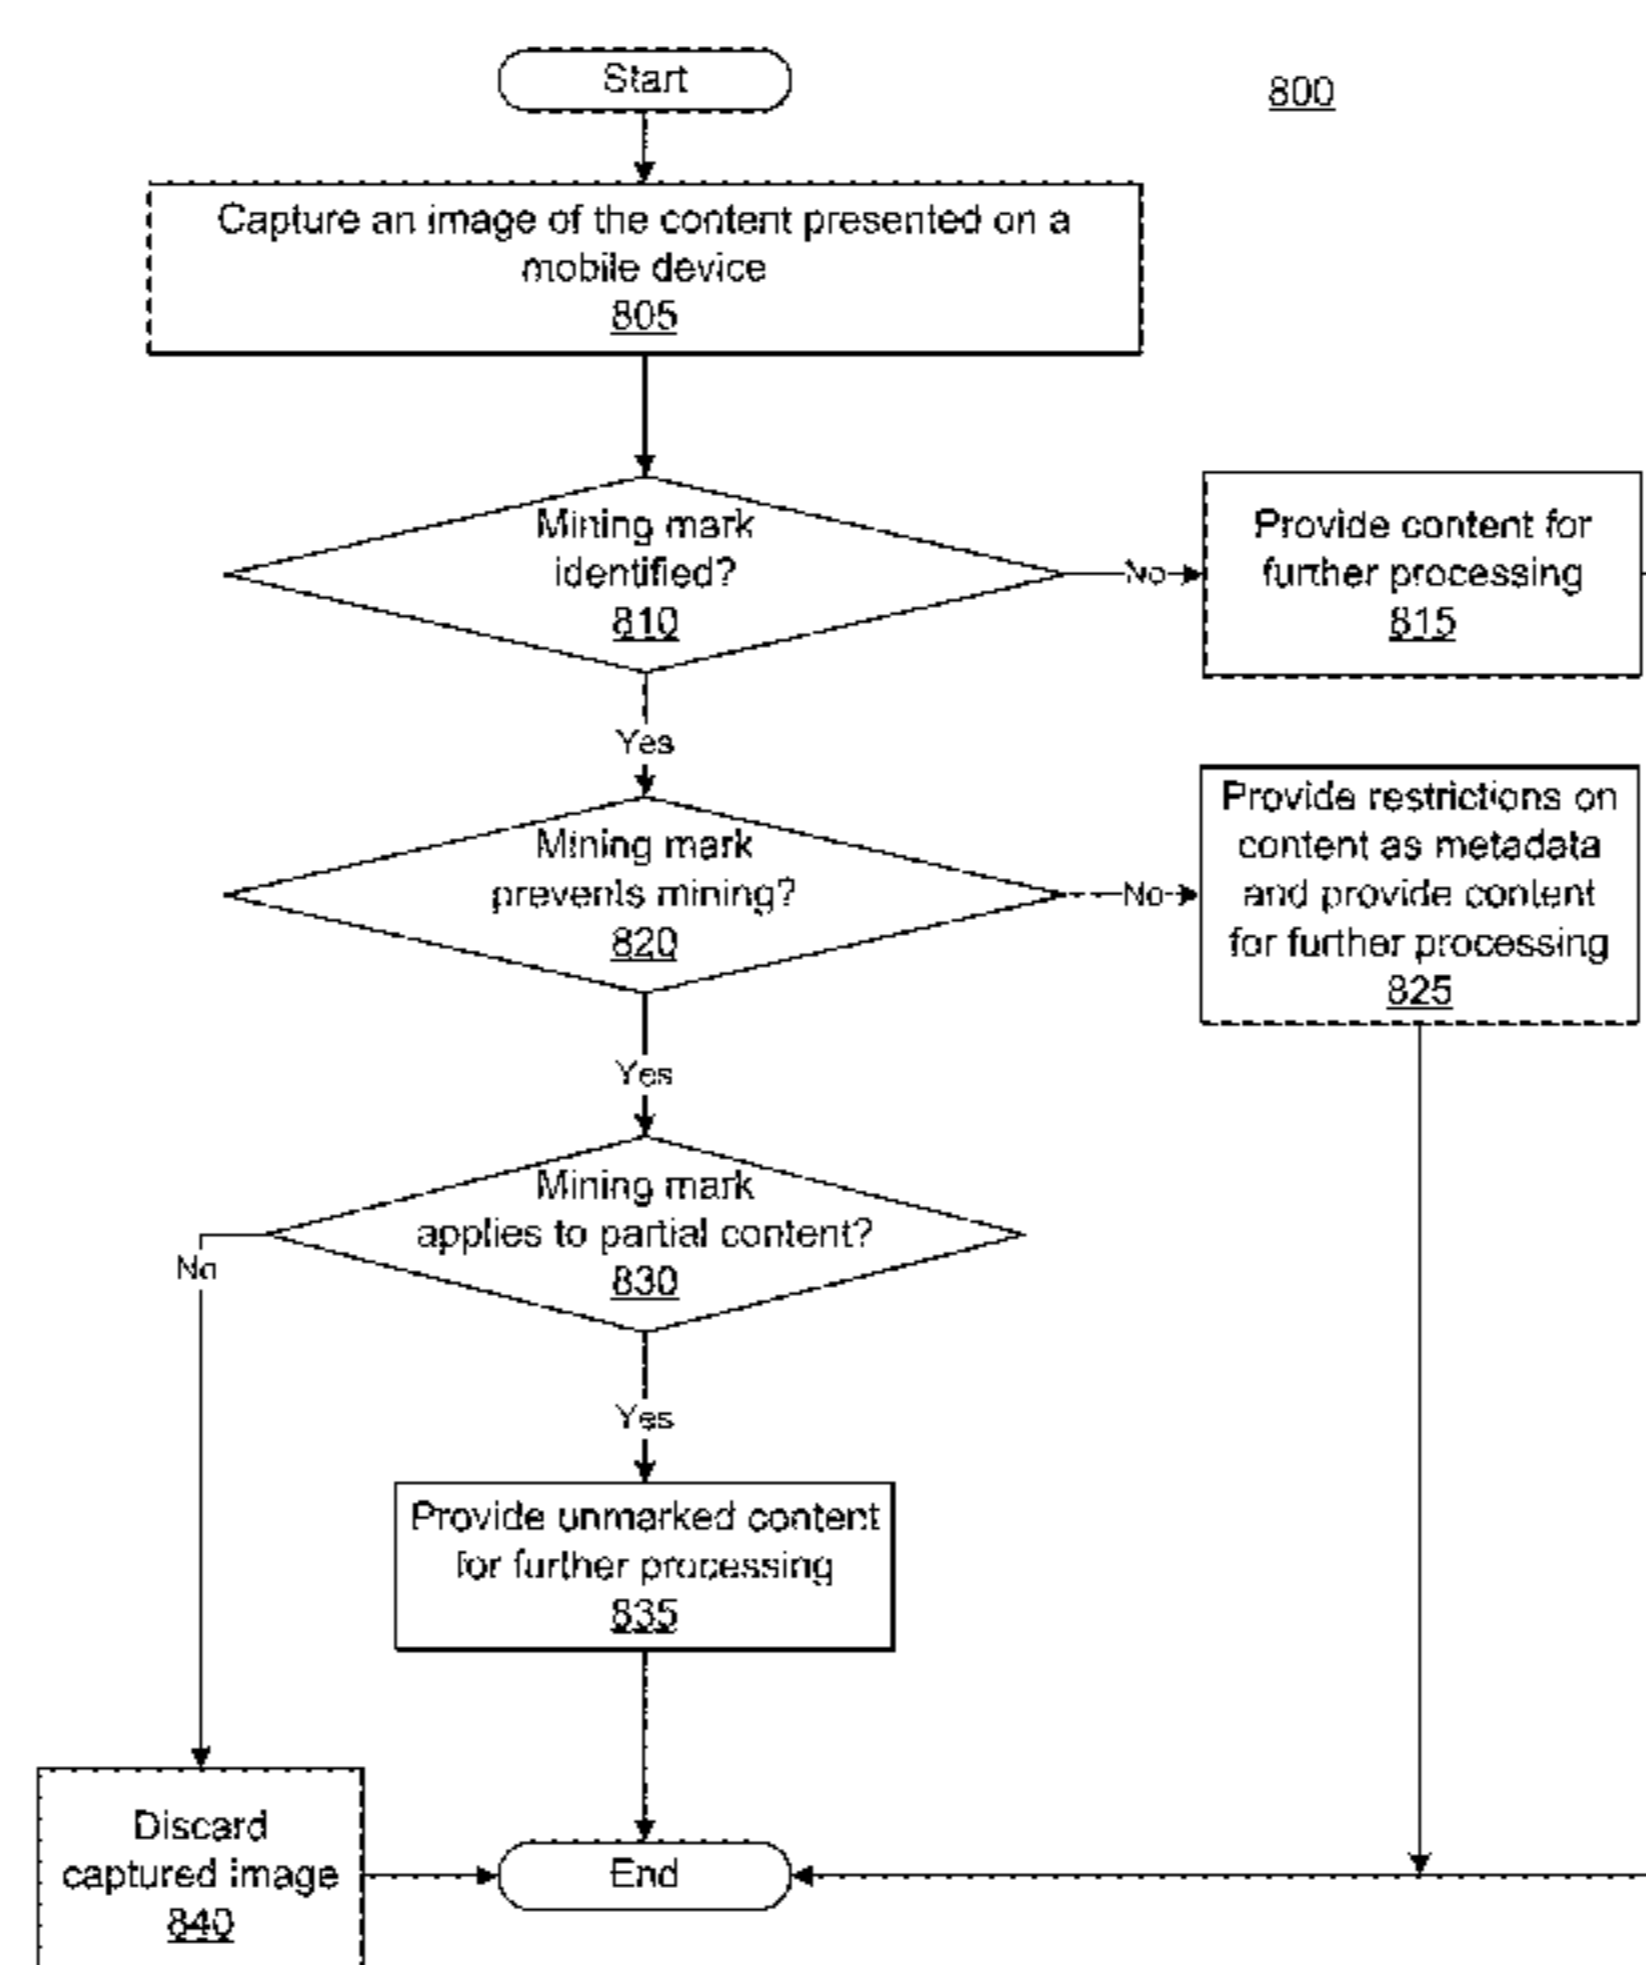 Start
800
Capture an image of the content presented on a
mobile device
805
Mining mark
identified?
810
No
Provide content for
further processing
815
Yes
Mining mark
prevents mining?
820
No
Provide restrictions on
content as metadata
and provide content
for further processing
825
Yes
Mining mark
applies to partial content?
830
No
Yes
Provide unmarked content
for further processing
835
Discard
captured image
840
End